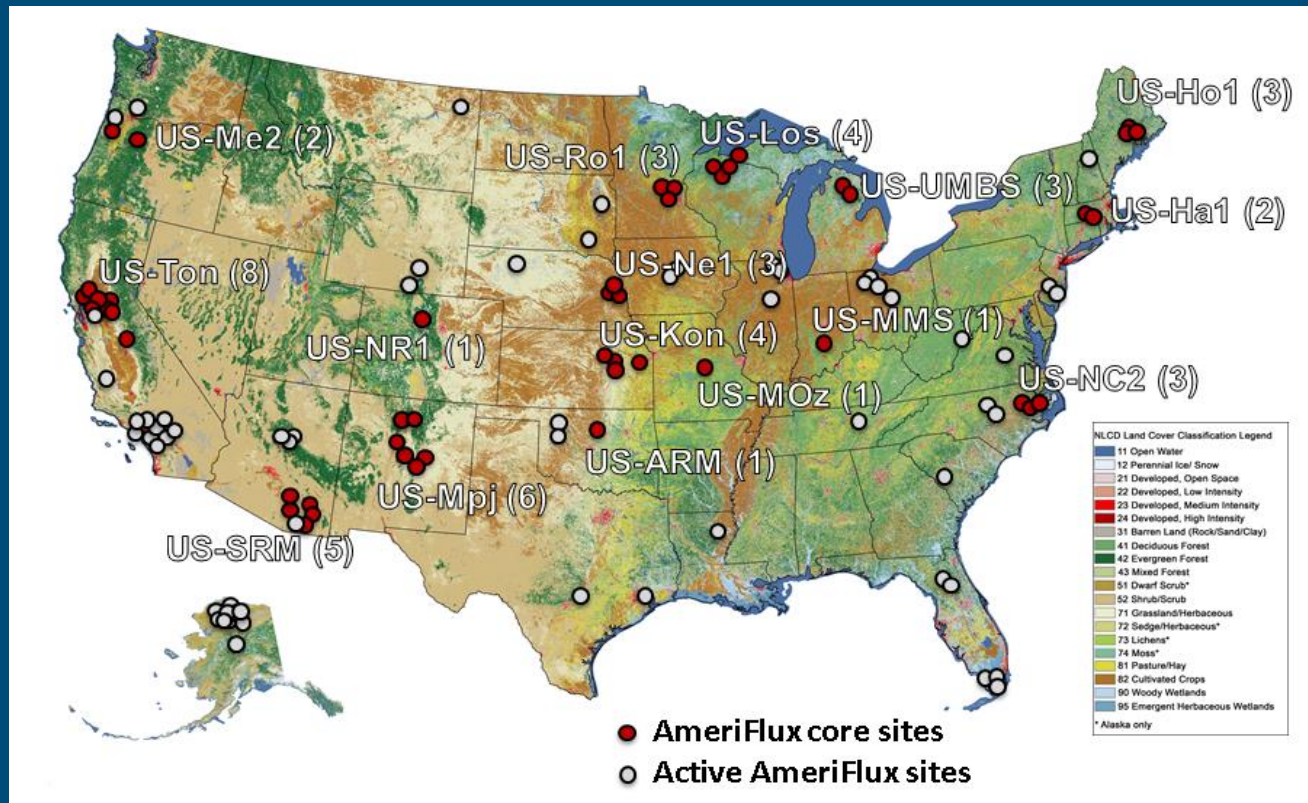 US-Ho1 (3)
US-Me2 (2)
US-Ro1 (3)
US-Los (4)
US-UMBS (3)
US-Ha1 (2)
US-Ton (8)
US-Ne1 (3)
US-NR1 (1)
US-Kon (4)
US-MMS (1)
US-MOz (1)
US-NC2 (3)
US-ARM (1)
US-Mpj (6)
US-SRM (5)
NLCD Land Cover Classification Legend
11 Open Water
12 Perennial Ice/ Snow
21 Developed, Open Space
22 Developed, Low Intensity
23 Developed, Medium Intensity
24 Developed, High Intensity
31 Barren Land (Rock/Sand/Clay)
41 Deciduous Forest
42 Evergreen Forest
43 Mixed Forest
51 Dwarf Scrub*
52 Shrub/Scrub
71 Grassland/Herbaceous
72 Sedge/Herbaceous*
73 Lichens*
74 Moss*
81 Pasture/Hay
82 Cultivated Crops
90 Woody Wetlands
95 Emergent Herbaceous Wetlands
* Alaska only
AmeriFlux core sites
Active AmeriFlux sites